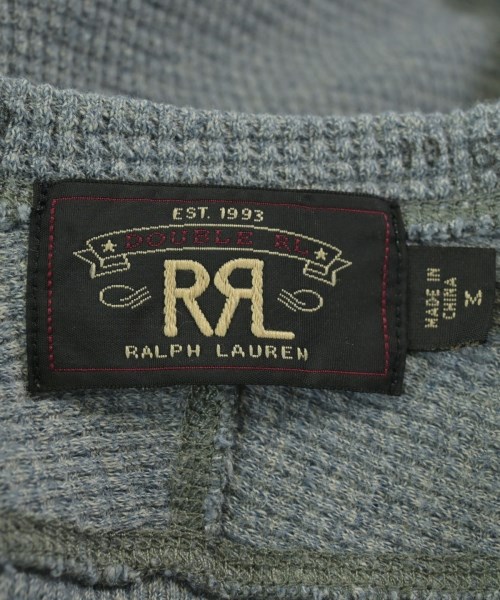 EST. 1993
DOUBLE RL
RRL
RALPH LAUREN
MADE IN
CHINA
M